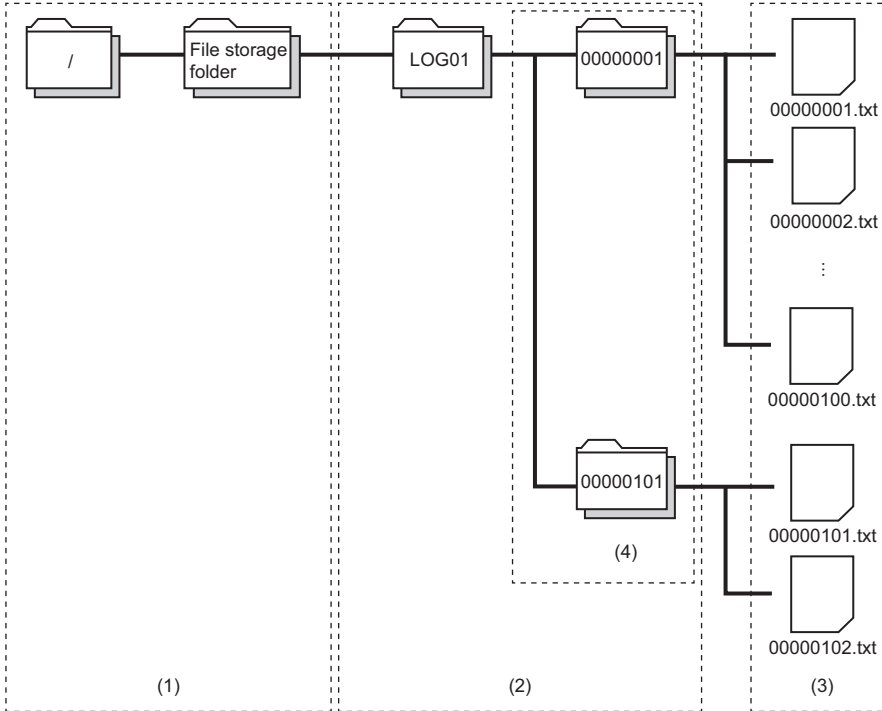 /
File storage
folder
LOG01
00000001
00000001.txt
00000002.txt
⋮
00000100.txt
00000101
00000101.txt
(4)
00000102.txt
(1)
(2)
(3)